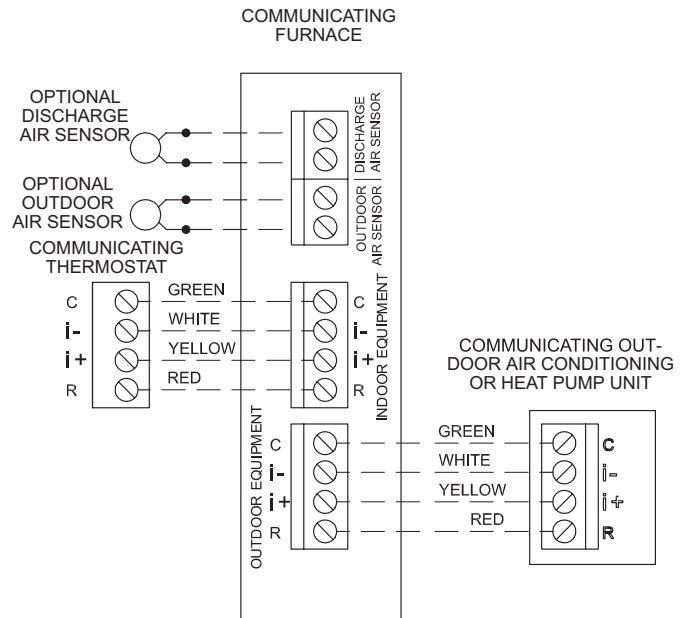 COMMUNICATING
FURNACE
OPTIONAL
DISCHARGE
AIR SENSOR
DISCHARGE
AIR SENSOR
OPTIONAL
OUTDOOR
AIR SENSOR
OUTDOOR
AIR SENSOR
COMMUNICATING
THERMOSTAT
INDOOR EQUIPMENT
C GREEN C
i- WHITE i-
i+ YELLOW i+
R RED R
COMMUNICATING OUT-
DOOR AIR CONDITIONING
OR HEAT PUMP UNIT
OUTDOOR EQUIPMENT
C GREEN C
i- WHITE i-
i+ YELLOW i+
R RED R